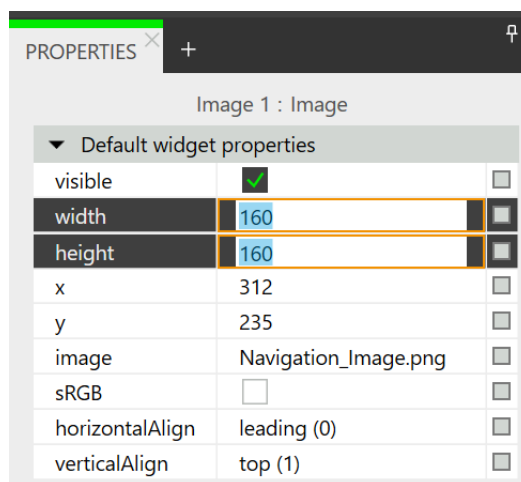 PROPERTIES +
Image 1 : Image
Default widget properties
visible
width 160
height 160
x 312
y 235
image Navigation_Image.png
sRGB
horizontalAlign leading (0)
verticalAlign top (1)